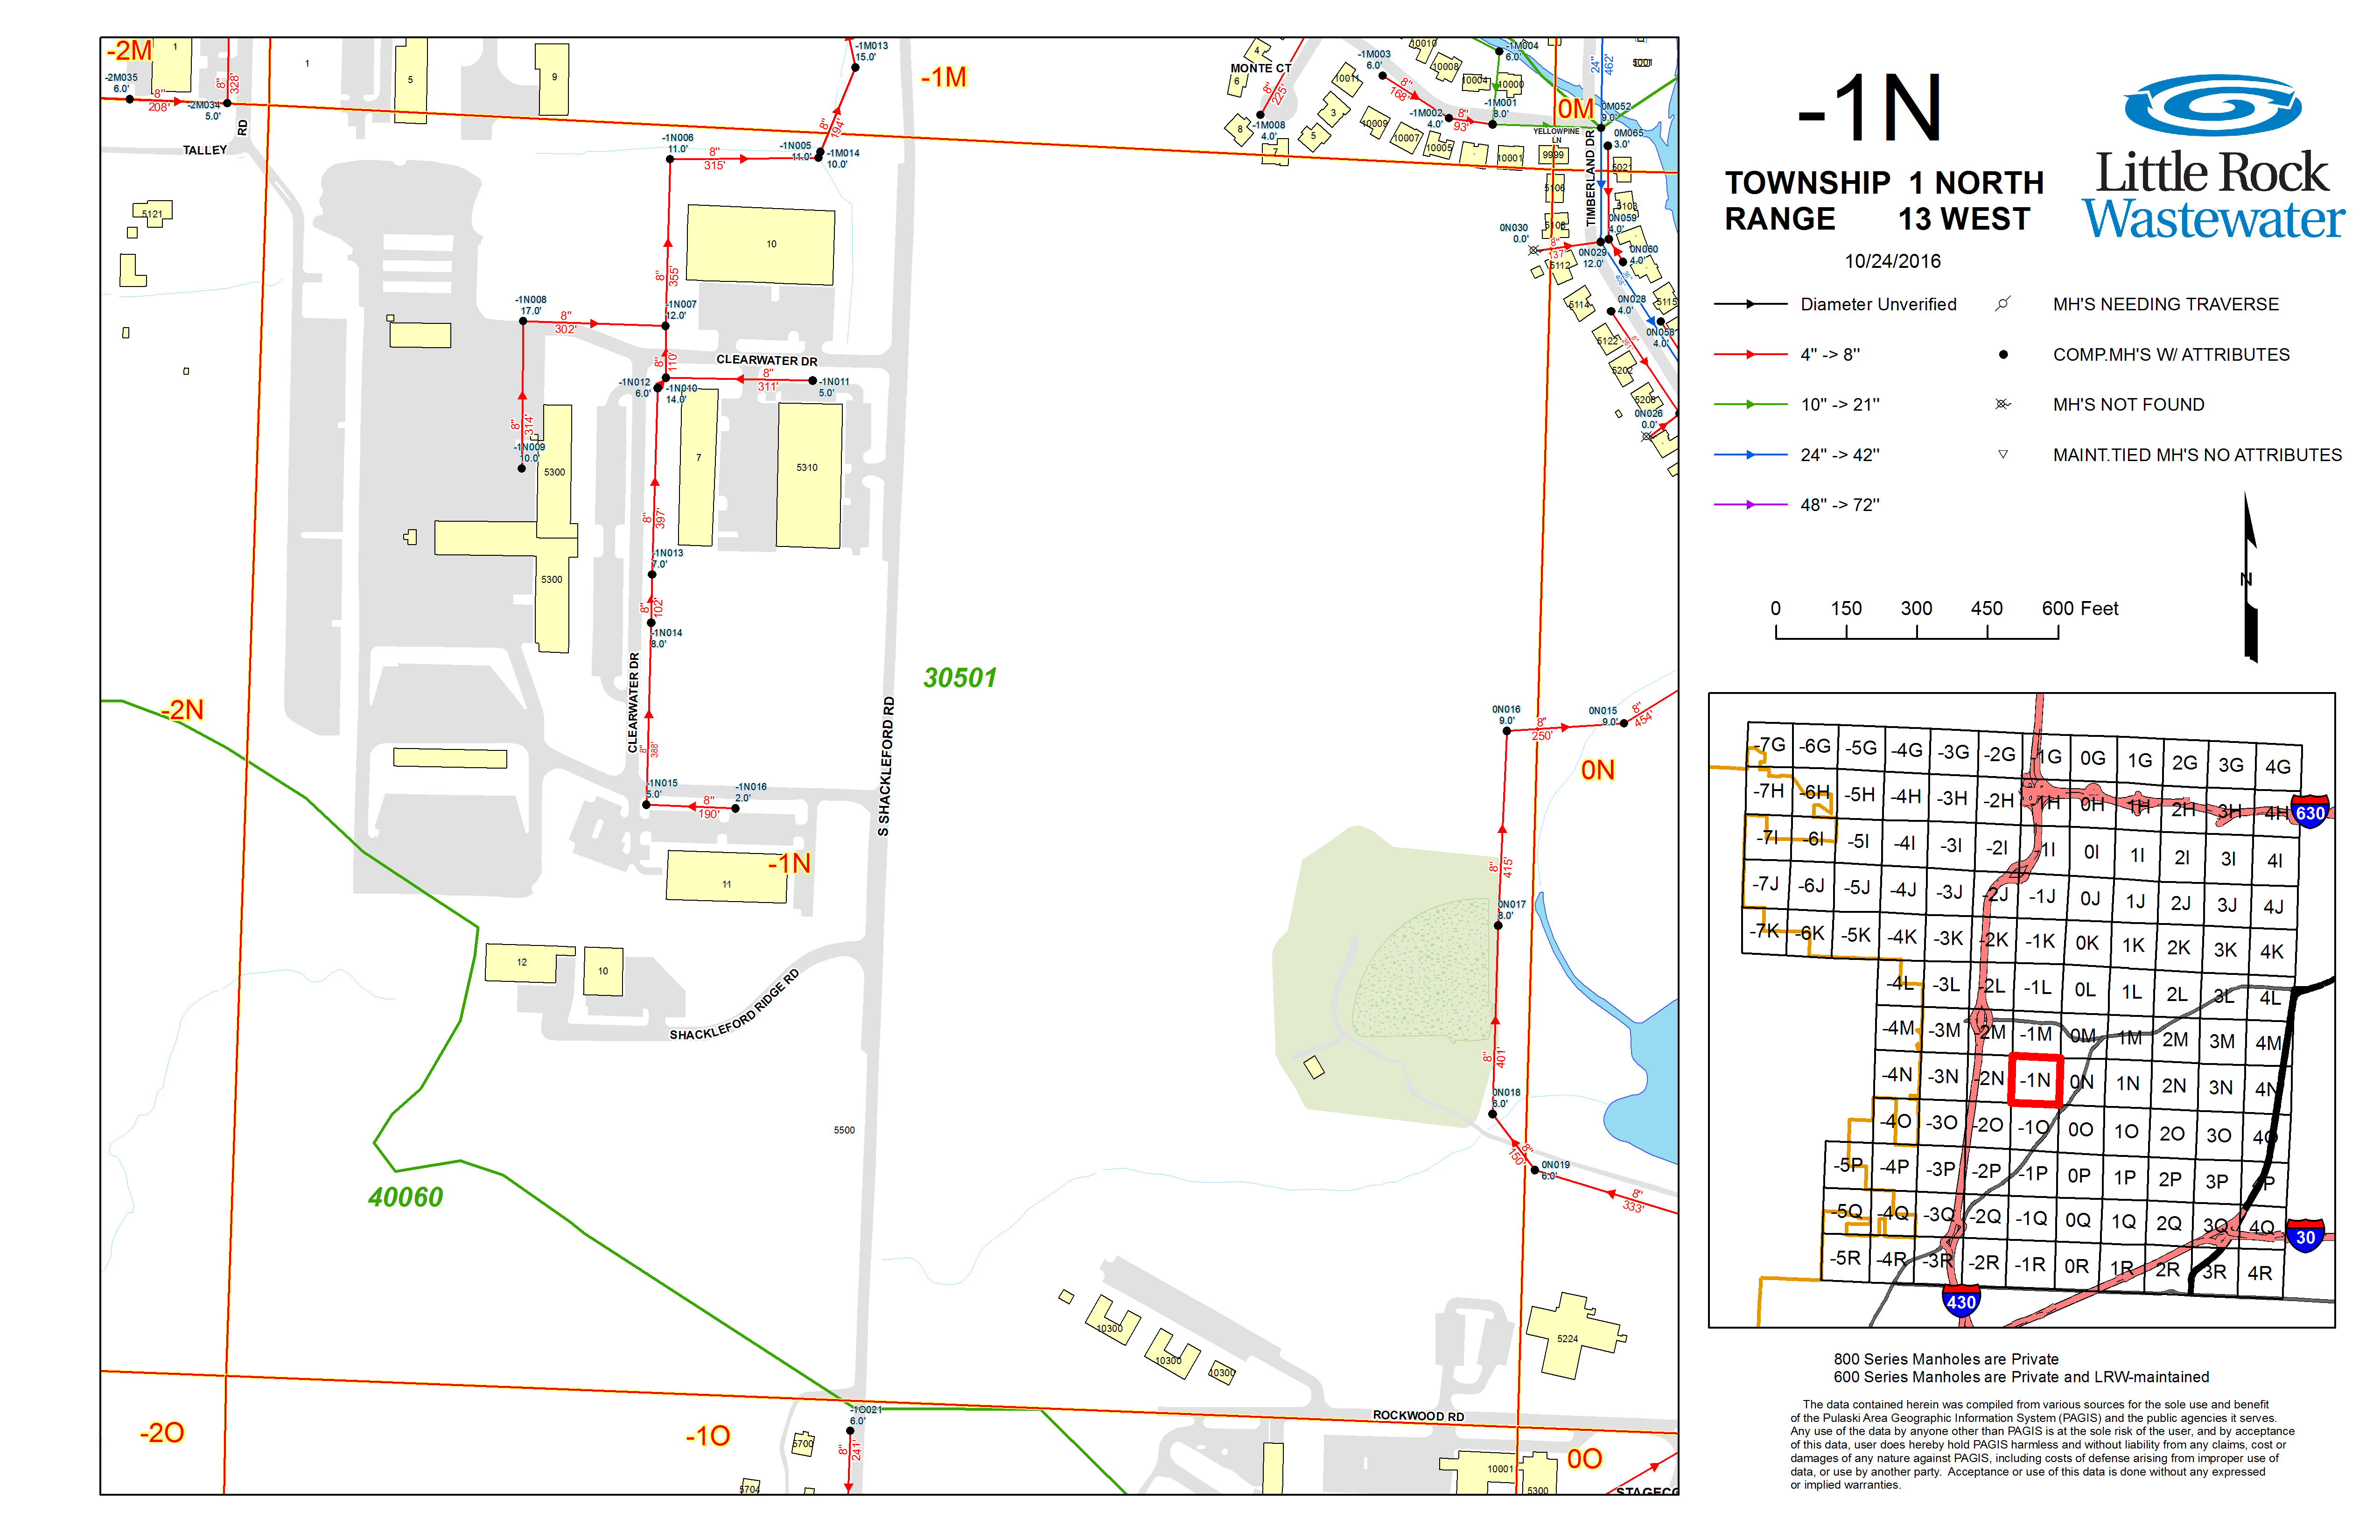 -2M
1
1
5
9
-1M013
15.0'
-1M
-2M035
6.0'
8"
208'
-2M034
5.0'
8"
328'
RD
TALLEY
5121
-1N006
11.0'
8"
315'
-1N005
11.0'
-1M014
10.0'
8"
194'
MONTE CT
4
6
8
7
8"
225'
-1M008
4.0'
10011
3
5
-1M003
6.0'
8"
168'
10010
10008
10004
10000
-1M004
6.0'
-1M001
8.0'
-1M002
4.0'
8"
93'
10009
10007
10005
10001
9999
YELLOWPINE
LN
0M
24"
462'
5001
0M052
9.0'
0M065
3.0'
5021
5106
5103
5108
TIMBERLAND DR
0N059
4.0'
0N030
0.0'
8"
137'
0N029
12.0'
0N060
4.0'
5112
5114
0N028
4.0'
5115
0N058
4.0'
5122
5202
5208
0N026
0.0'
10
8"
355'
-1N008
17.0'
8"
302'
-1N007
12.0'
8"
110'
CLEARWATER DR
8"
311'
-1N011
5.0'
-1N012
6.0'
-1N010
14.0'
8"
314'
-1N009
10.0'
5300
5300
7
5310
8"
397'
-1N013
7.0'
8"
102'
-1N014
8.0'
CLEARWATER DR
8"
388'
-1N015
5.0'
8"
190'
-1N016
2.0'
-2N
30501
S SHACKLEFORD RD
-1N
11
12
10
SHACKLEFORD RIDGE RD
5500
40060
0N016
9.0'
8"
250'
0N015
9.0'
8"
454'
0N
8"
415'
0N017
8.0'
8"
401'
0N018
6.0'
8"
150'
0N019
6.0'
8"
333'
10300
10300
10300
5224
ROCKWOOD RD
-2O
-1O
-1O021
6.0'
8"
241'
5700
5704
10001
5300
0O
STAGECO
-1N
TOWNSHIP 1 NORTH
RANGE 13 WEST
10/24/2016
Little Rock
Wastewater
Diameter Unverified
4" -> 8"
10" -> 21"
24" -> 42"
48" -> 72"
MH'S NEEDING TRAVERSE
COMP.MH'S W/ ATTRIBUTES
MH'S NOT FOUND
MAINT.TIED MH'S NO ATTRIBUTES
N
0 150 300 450 600 Feet
-7G -6G -5G -4G -3G -2G -1G 0G 1G 2G 3G 4G
-7H -6H -5H -4H -3H -2H -1H 0H 1H 2H 3H 4H
630
-7I -6I -5I -4I -3I -2I -1I 0I 1I 2I 3I 4I
-7J -6J -5J -4J -3J -2J -1J 0J 1J 2J 3J 4J
-7K -6K -5K -4K -3K -2K -1K 0K 1K 2K 3K 4K
-4L -3L -2L -1L 0L 1L 2L 3L 4L
-4M -3M -2M -1M 0M 1M 2M 3M 4M
-4N -3N -2N -1N 0N 1N 2N 3N 4N
-4O -3O -2O -1O 0O 1O 2O 3O 4O
-5P -4P -3P -2P -1P 0P 1P 2P 3P 4P
-5Q -4Q -3Q -2Q -1Q 0Q 1Q 2Q 3Q 4Q
30
-5R -4R -3R -2R -1R 0R 1R 2R 3R 4R
430
800 Series Manholes are Private
600 Series Manholes are Private and LRW-maintained
The data contained herein was compiled from various sources for the sole use and benefit
of the Pulaski Area Geographic Information System (PAGIS) and the public agencies it serves.
Any use of the data by anyone other than PAGIS is at the sole risk of the user, and by acceptance
of this data, user does hereby hold PAGIS harmless and without liability from any claims, cost or
damages of any nature against PAGIS, including costs of defense arising from improper use of
data, or use by another party. Acceptance or use of this data is done without any expressed
or implied warranties.